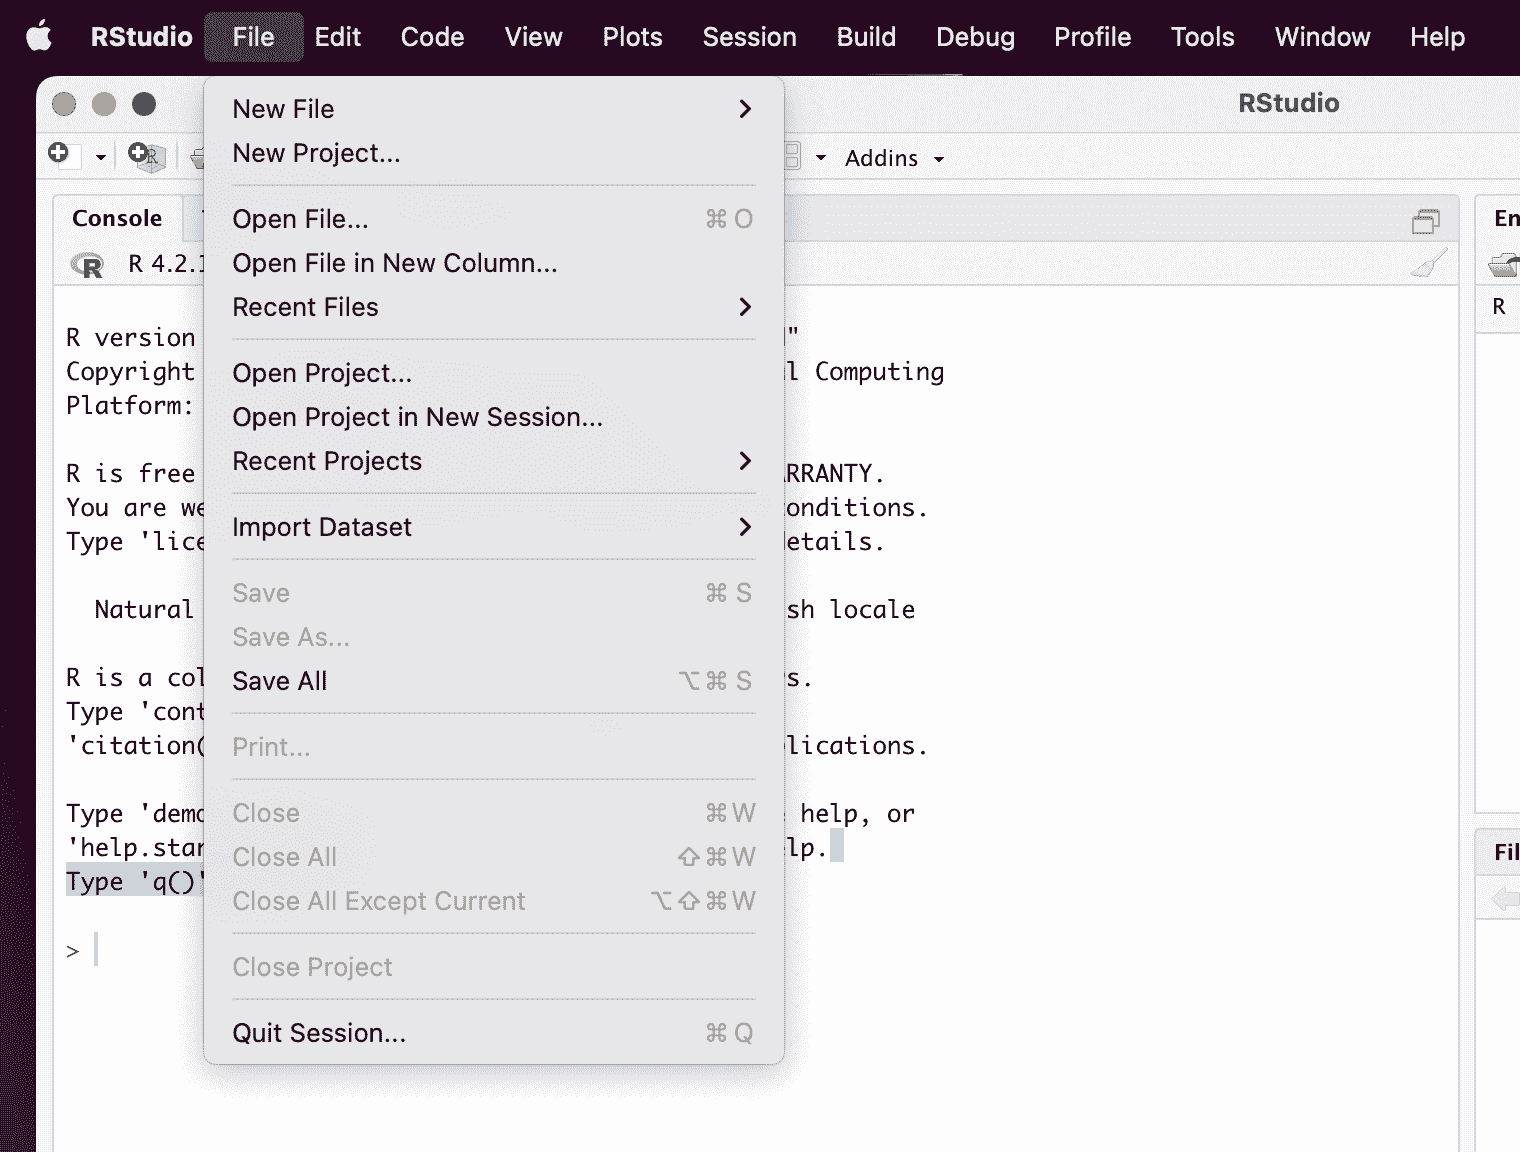 RStudio File Edit Code View Plots Session Build Debug Profile Tools Window Help
RStudio
Addins
Console
R 4.2.1
New File
New Project...
Open File... ⌘ O
Open File in New Column...
Recent Files
Open Project...
Open Project in New Session...
Recent Projects
Import Dataset
Save ⌘ S
Save As...
Save All ⌥⌘ S
Print...
Close ⌘W
Close All ⇧⌘W
Close All Except Current ⌥⇧⌘W
Close Project
Quit Session... ⌘Q
R version
Copyright l Computing
Platform:
R is free RRANTY.
You are we onditions.
Type 'lice etails.
Natural sh locale
R is a col s.
Type 'cont
'citation( lications.
Type 'demo help, or
'help.star lp.
Type 'q()'
>
En
R
Fil